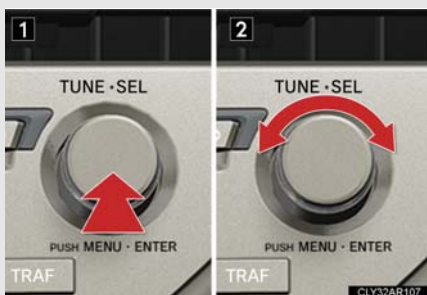 1
TUNE・SEL
PUSH MENU・ENTER
TRAF
2
TUNE・SEL
PUSH MENU・ENTER
TRAF
CLY32AR107